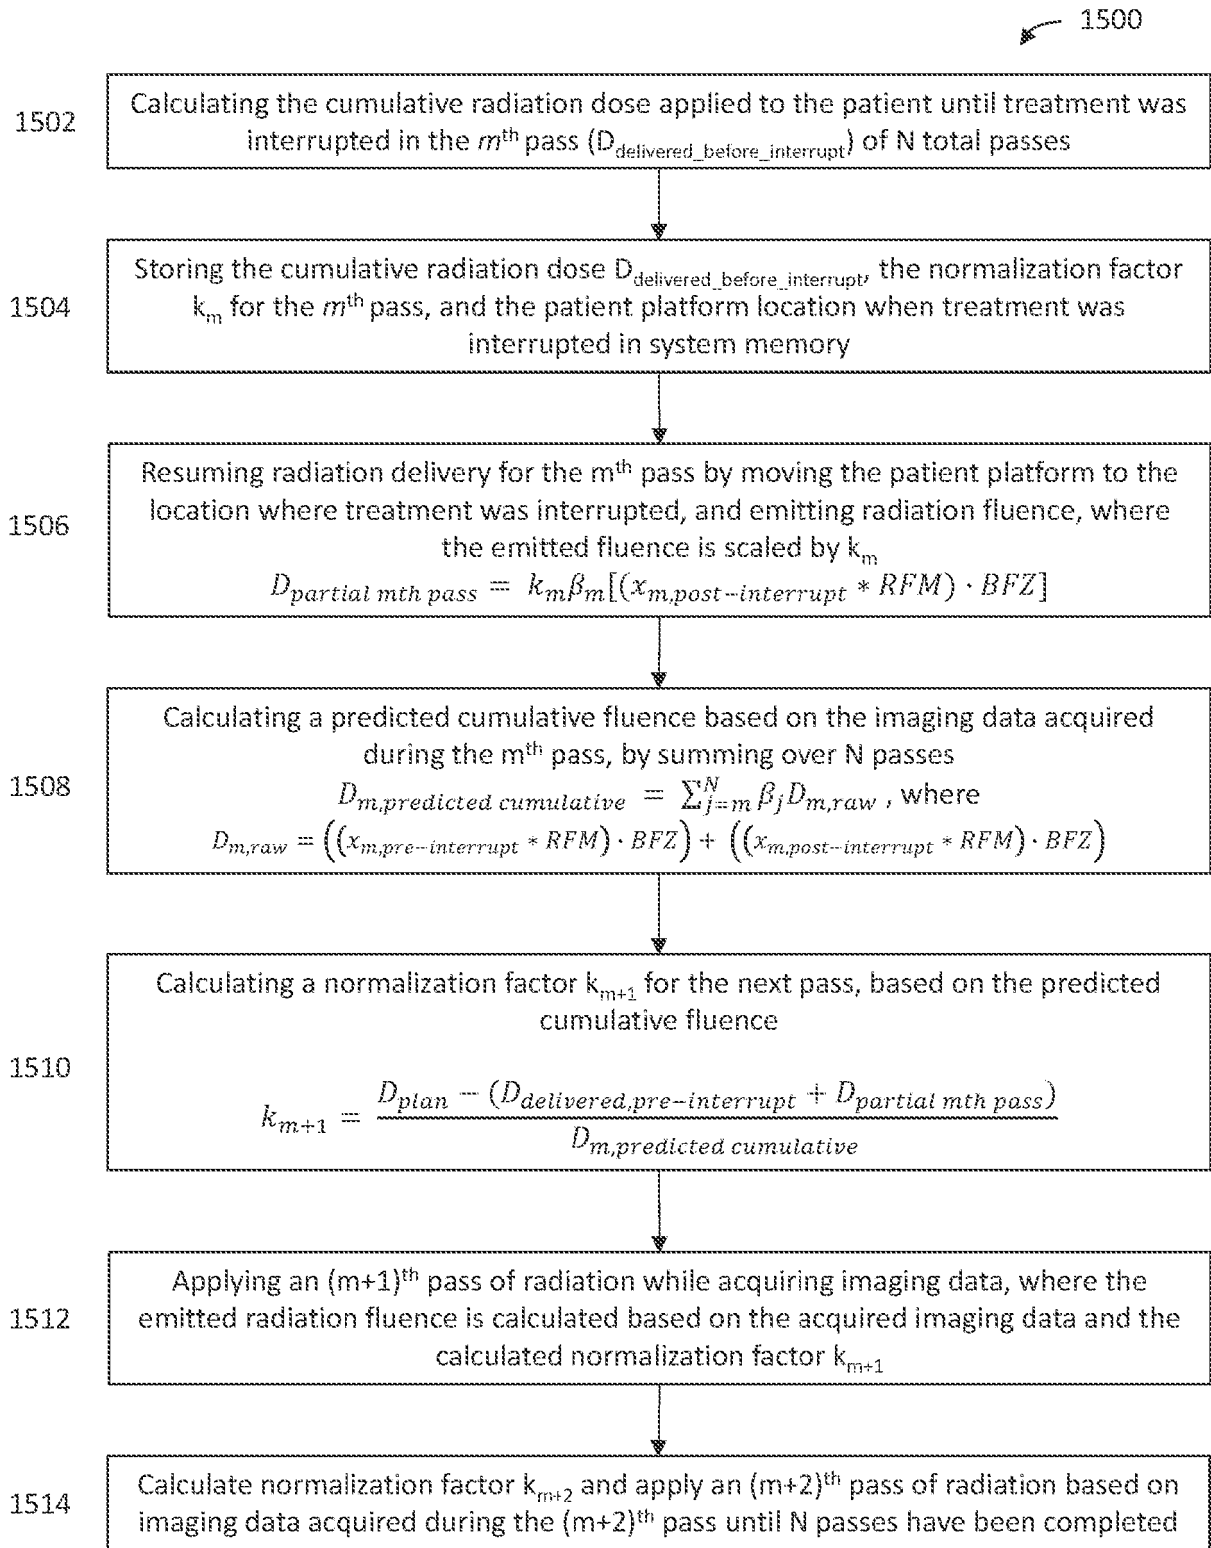 1500
1502
Calculating the cumulative radiation dose applied to the patient until treatment was
interrupted in the mth pass (Ddelivered_before_interrupt) of N total passes
Storing the cumulative radiation dose Ddelivered_before_interrupt, the normalization factor
1504
km for the mth pass, and the patient platform location when treatment was
interrupted in system memory
Resuming radiation delivery for the mth pass by moving the patient platform to the
location where treatment was interrupted, and emitting radiation fluence, where
1506
the emitted fluence is scaled by km
Dpartial mth pass = kmβm[(xm,post−interrupt * RFM) · BFZ]
Calculating a predicted cumulative fluence based on the imaging data acquired
during the mth pass, by summing over N passes
1508
Dm,predicted cumulative = ∑j=m^N βjDm,raw , where
Dm,raw = ((xm,pre−interrupt * RFM) · BFZ) + ((xm,post−interrupt * RFM) · BFZ)
Calculating a normalization factor km+1 for the next pass, based on the predicted
cumulative fluence
1510
Dplan − (Ddelivered,pre−interrupt + Dpartial mth pass)
km+1 =
Dm,predicted cumulative
Applying an (m+1)th pass of radiation while acquiring imaging data, where the
1512
emitted radiation fluence is calculated based on the acquired imaging data and the
calculated normalization factor km+1
1514
Calculate normalization factor km+2 and apply an (m+2)th pass of radiation based on
imaging data acquired during the (m+2)th pass until N passes have been completed